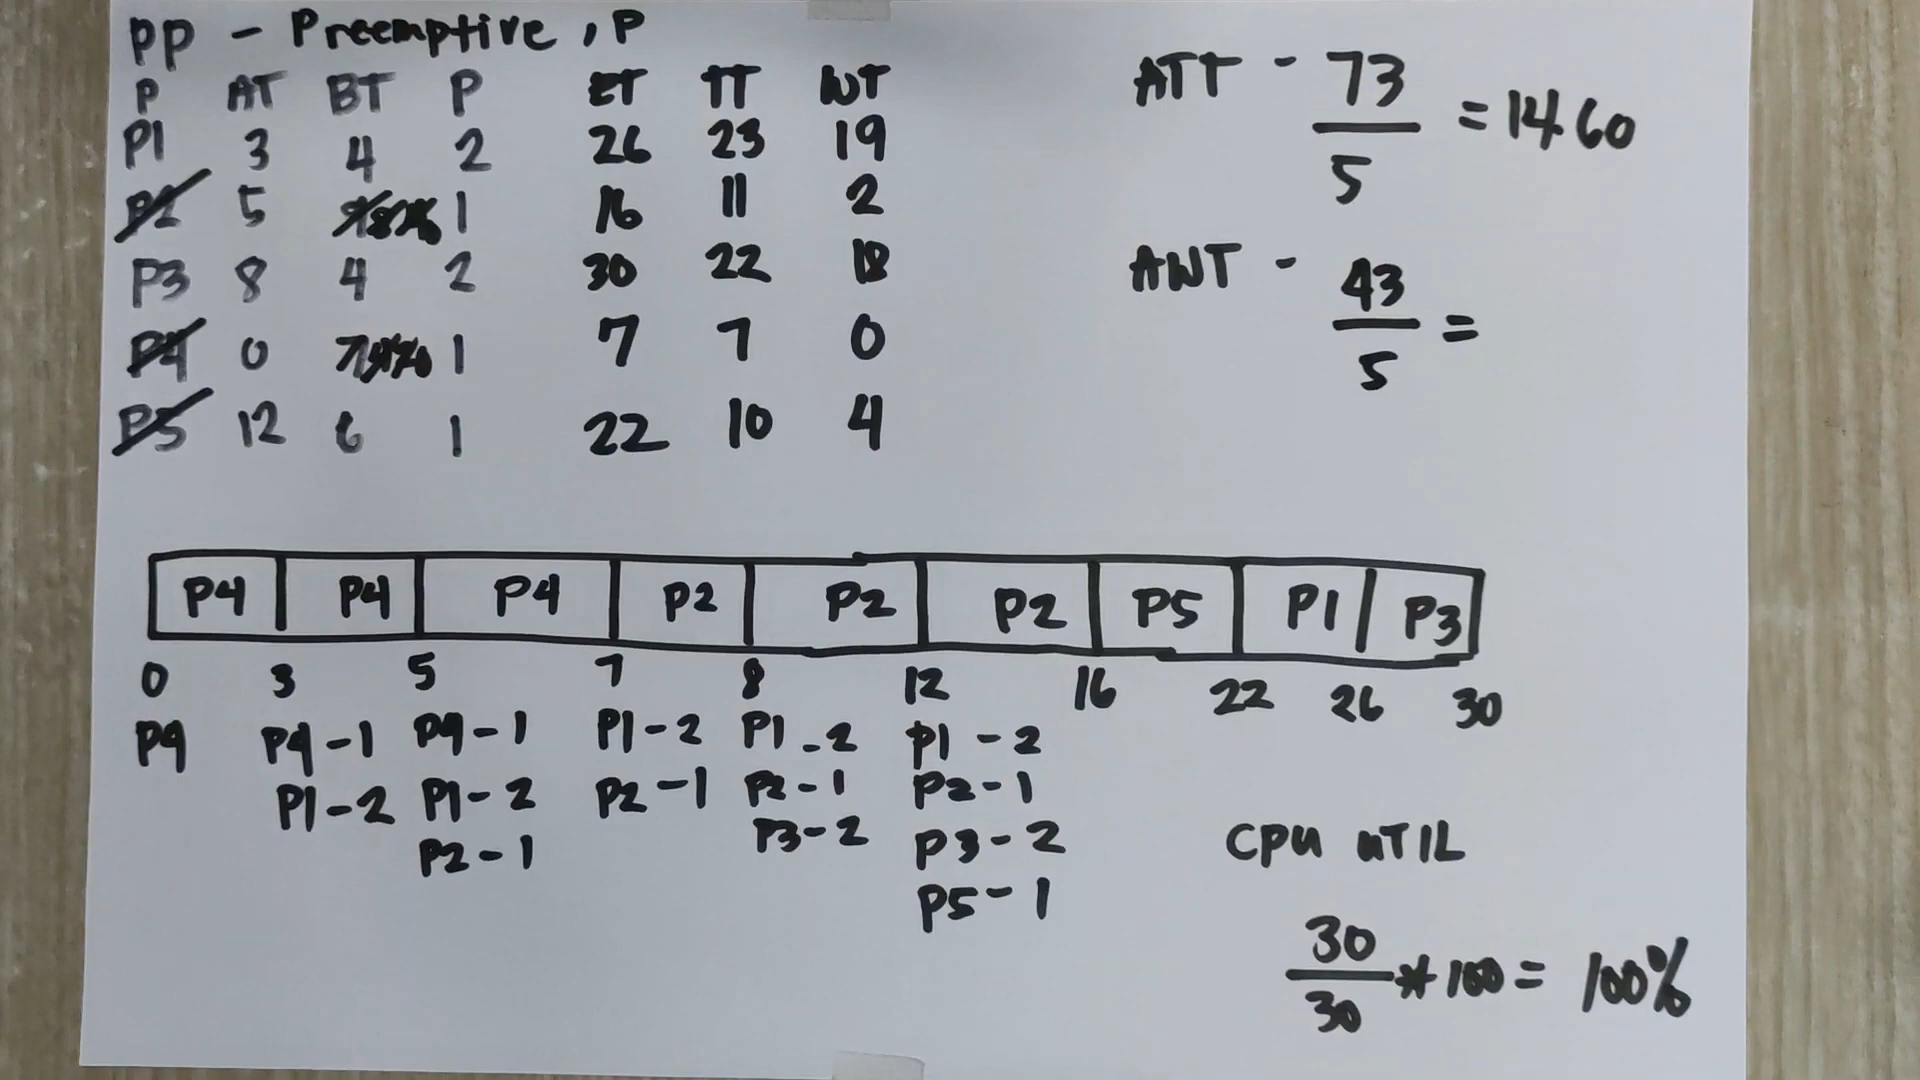 PP - Preemptive, P
P AT BT P ET TT WT
P1 3 4 2 26 23 19
P2 5 1 16 11 2
P3 8 4 2 30 22 18
P4 0 7 1 7 7 0
P5 12 6 1 22 10 4
ATT - 73
5
= 14.60
AWT - 43
5
=
P4 P4 P4 P2 P2 P2 P5 P1 P3
0 3 5 7 8 12 16 22 26 30
P4 P4-1 P4-1 P1-2 P1-2 P1-2
P1-2 P1-2 P2-1 P2-1 P2-1
P2-1 P3-2 P3-2
P5-1
CPU UTIL
30
30
* 100 = 100%